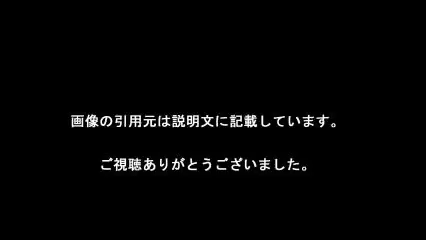 画像の引用元は説明文に記載しています。
ご視聴ありがとうございました。